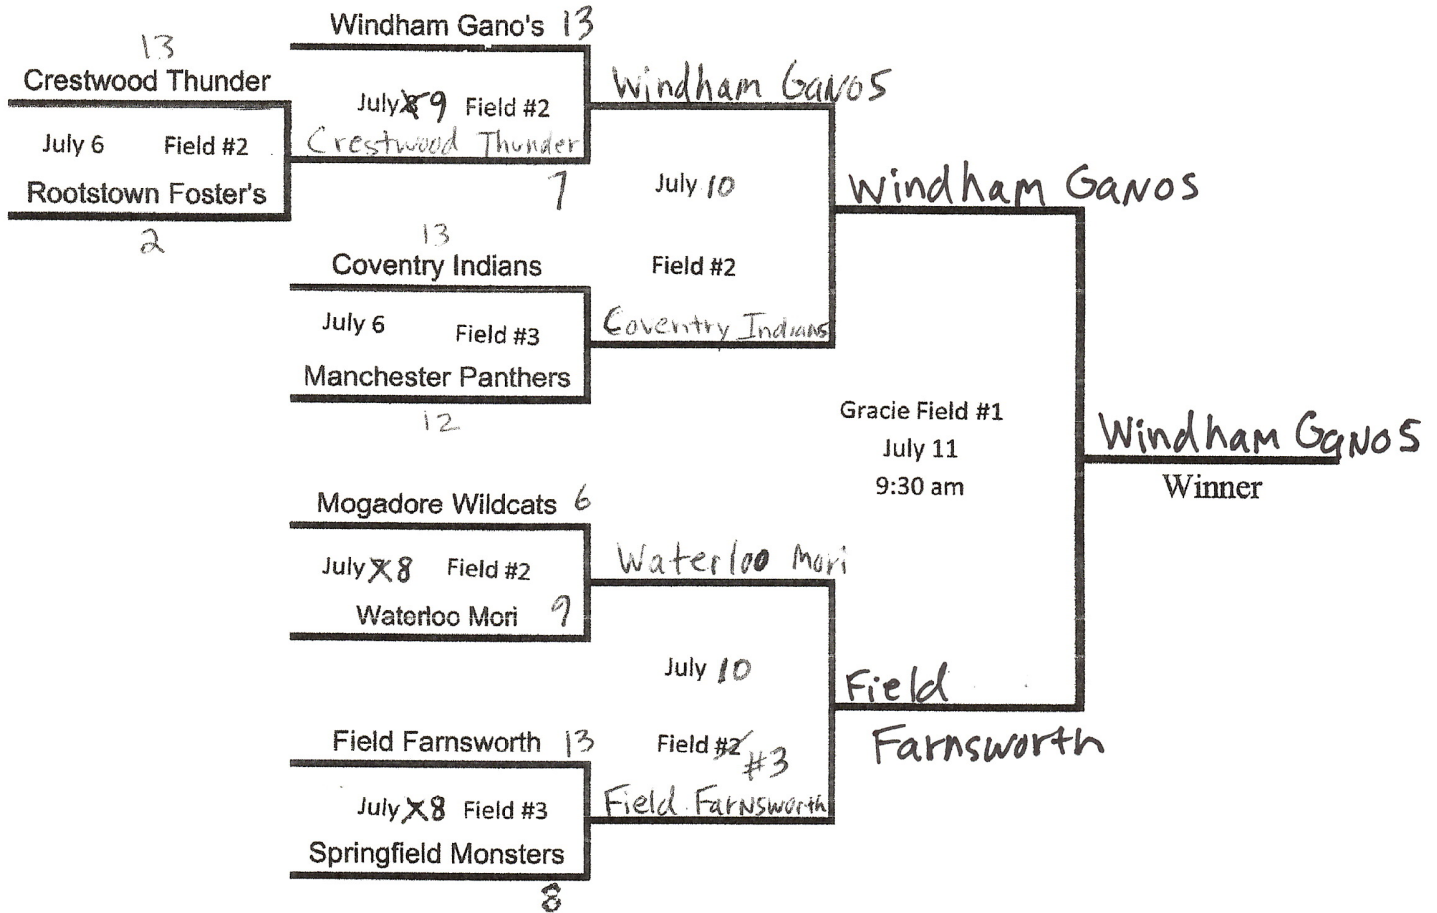 Windham Gano's 13
13
Crestwood Thunder
July 6 Field #2
Rootstown Foster's
2
July 9 Field #2
Crestwood Thunder
7
Windham Ganos
July 10
Field #2
Windham Ganos
13
Coventry Indians
July 6 Field #3
Manchester Panthers
12
Coventry Indians
Gracie Field #1
July 11
9:30 am
Windham Ganos
Winner
Mogadore Wildcats 6
July 8 Field #2
Waterloo Mori 9
Waterloo Mori
July 10
Field #2 #3
Field
Farnsworth
Field Farnsworth 13
July 8 Field #3
Springfield Monsters
8
Field Farnsworth